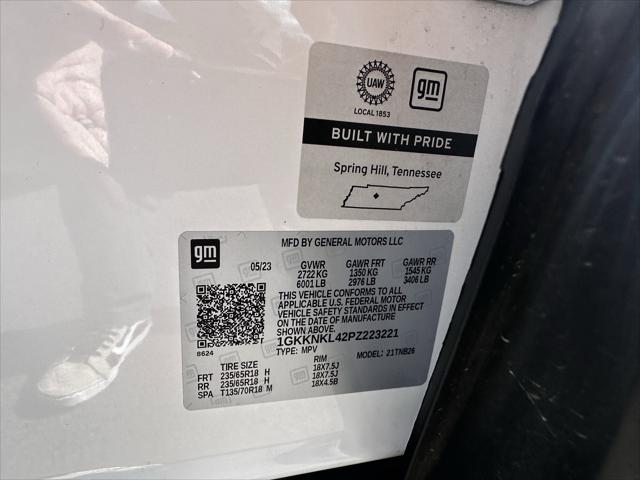 UAW
gm
LOCAL 1853
BUILT WITH PRIDE
Spring Hill, Tennessee
gm
MFD BY GENERAL MOTORS LLC
05/23 GVWR GAWR FRT GAWR RR
2722 KG 1350 KG 1545 KG
6001 LB 2976 LB 3406 LB
THIS VEHICLE CONFORMS TO ALL
APPLICABLE U.S. FEDERAL MOTOR
VEHICLE SAFETY STANDARDS IN EFFECT
ON THE DATE OF MANUFACTURE
SHOWN ABOVE.
1GKKNKL42PZ223221
8624 TYPE: MPV MODEL: 21TNB26
TIRE SIZE RIM
FRT 235/65R18 H 18X7.5J
RR 235/65R18 H 18X7.5J
SPA T135/70R18 M 18X4.5B